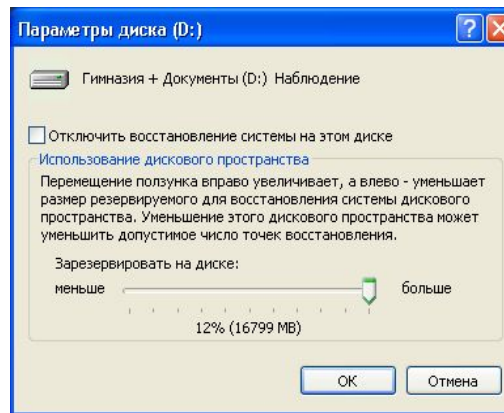 Параметры диска (D:)
Гимназия + Документы (D:) Наблюдение
Отключить восстановление системы на этом диске
Использование дискового пространства
Перемещение ползунка вправо увеличивает, а влево - уменьшает
размер резервируемого для восстановления системы дискового
пространства. Уменьшение этого дискового пространства может
уменьшить допустимое число точек восстановления.
Зарезервировать на диске:
меньше больше
12% (16799 MB)
ОК Отмена